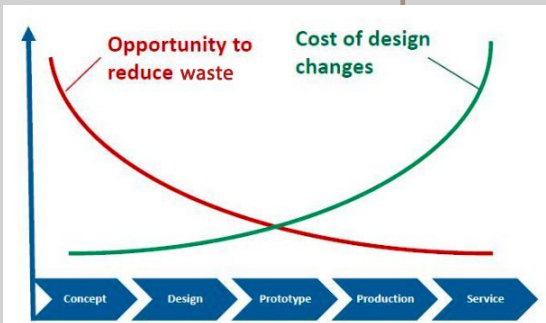 Opportunity to
reduce waste
Cost of design
changes
Concept
Design
Prototype
Production
Service